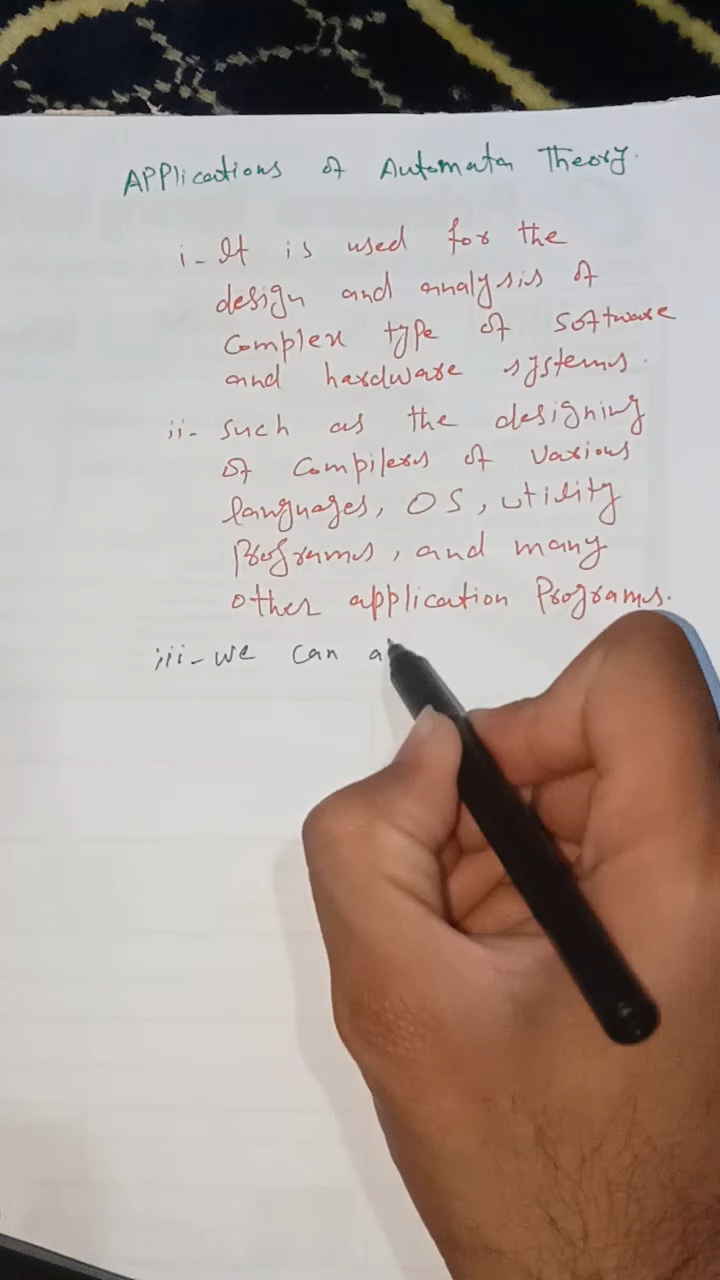 Applications of Automata Theory.
i- It is used for the
design and analysis of
complex type of software
and hardware systems.
ii- such as the designing
of compilers of various
languages, OS, utility
programs, and many
other application programs.
iii- we can a